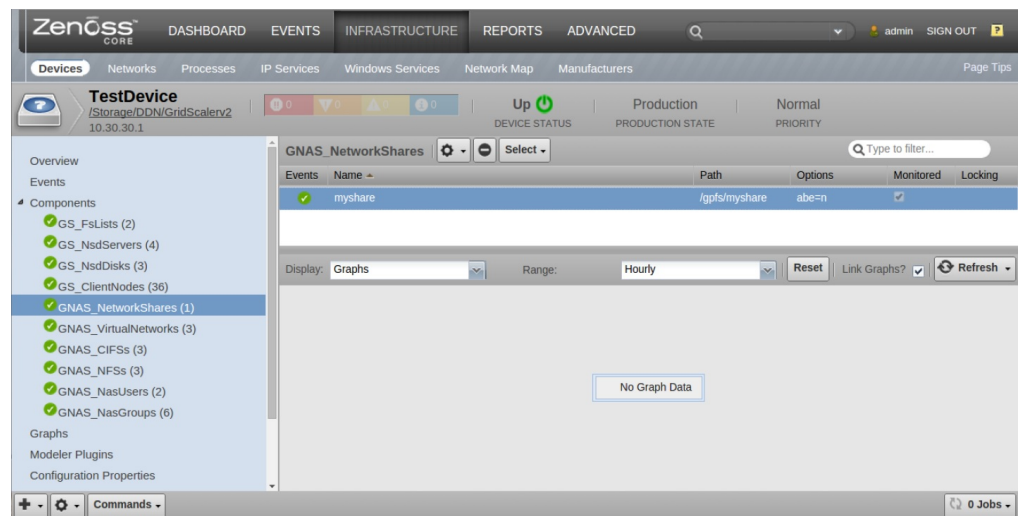 Zenoss CORE DASHBOARD EVENTS INFRASTRUCTURE REPORTS ADVANCED admin SIGN OUT ?
Devices Networks Processes IP Services Windows Services Network Map Manufacturers Page Tips
TestDevice
/Storage/DDN/GridScalerv2
10.30.30.1
0 0 0 0
Up
DEVICE STATUS
Production
PRODUCTION STATE
Normal
PRIORITY
Overview
Events
Components
GS_FsLists (2)
GS_NsdServers (4)
GS_NsdDisks (3)
GS_ClientNodes (36)
GNAS_NetworkShares (1)
GNAS_VirtualNetworks (3)
GNAS_CIFSs (3)
GNAS_NFSs (3)
GNAS_NasUsers (2)
GNAS_NasGroups (6)
Graphs
Modeler Plugins
Configuration Properties
GNAS_NetworkShares Select Type to filter...
Events Name Path Options Monitored Locking
myshare /gpfs/myshare abe=n
Display: Graphs Range: Hourly Reset Link Graphs? Refresh
No Graph Data
Commands 0 Jobs